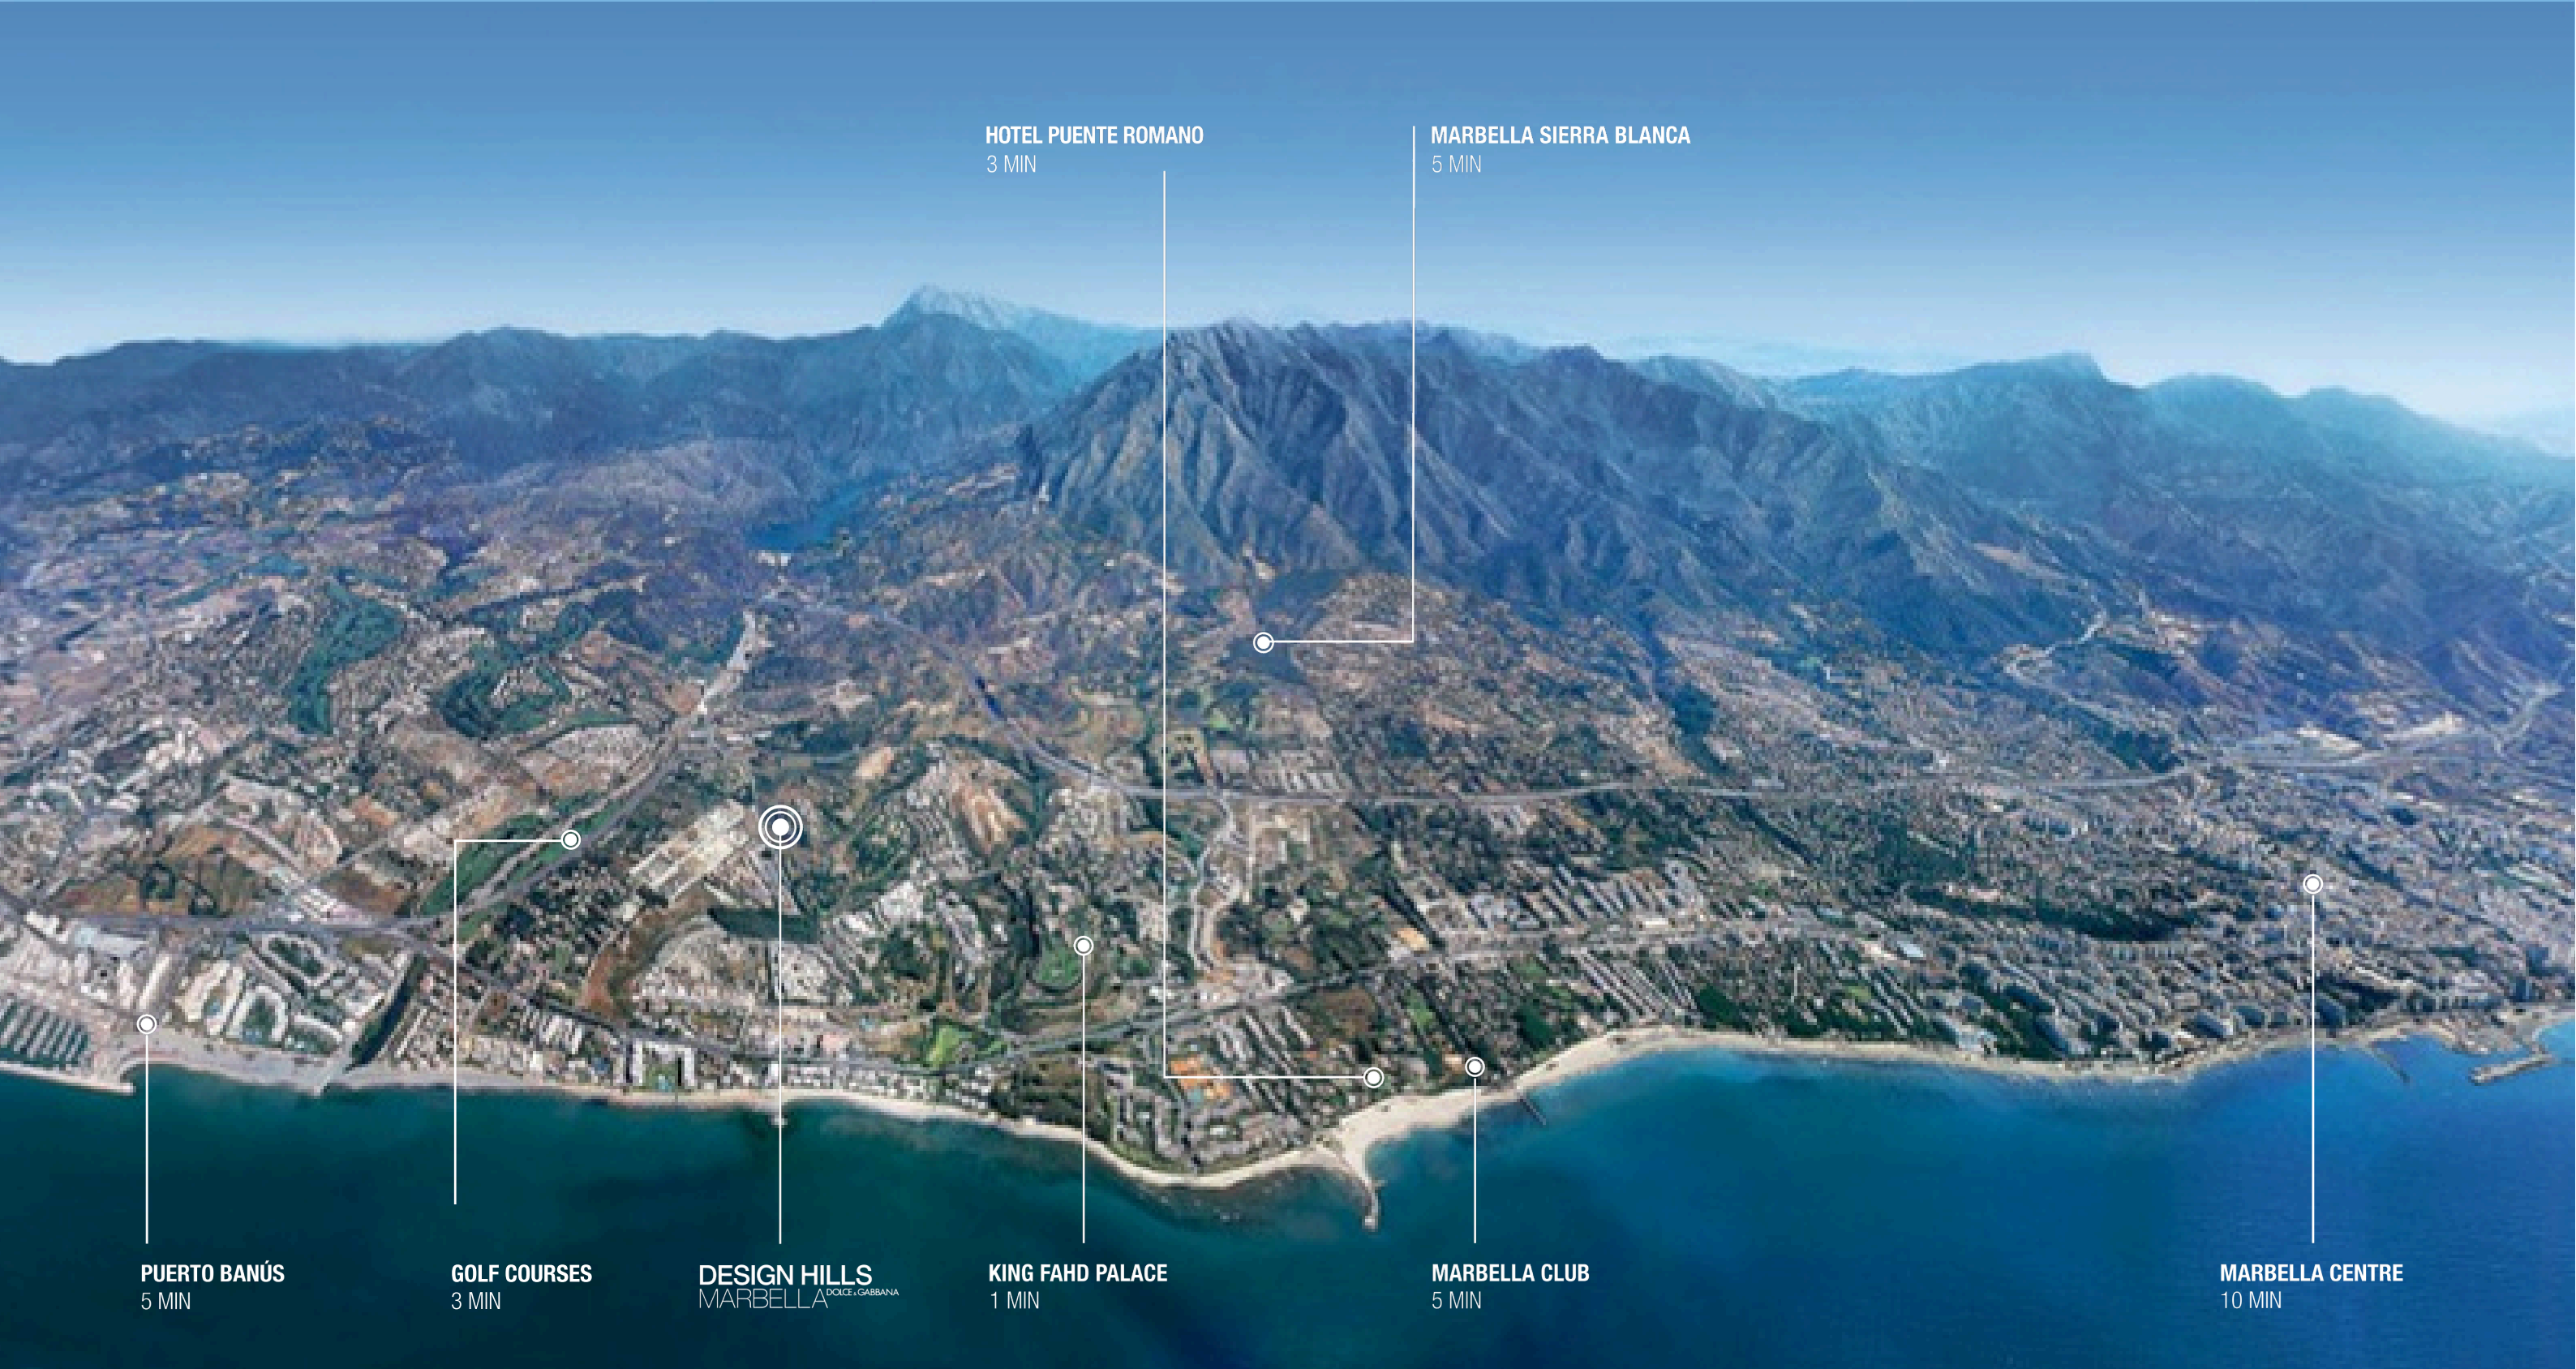 HOTEL PUENTE ROMANO
3 MIN
MARBELLA SIERRA BLANCA
5 MIN
PUERTO BANÚS
5 MIN
GOLF COURSES
3 MIN
DESIGN HILLS
MARBELLA DOLCE & GABBANA
KING FAHD PALACE
1 MIN
MARBELLA CLUB
5 MIN
MARBELLA CENTRE
10 MIN